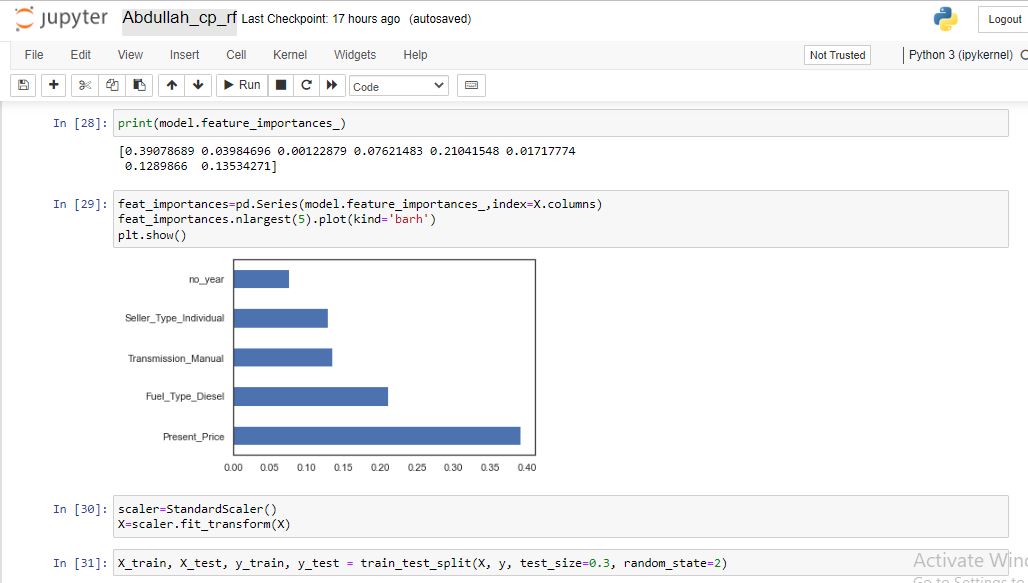 jupyter Abdullah_cp_rf Last Checkpoint: 17 hours ago (autosaved)
Logout
File Edit View Insert Cell Kernel Widgets Help
Not Trusted
Python 3 (ipykernel)
Run
Code
In [28]: print(model.feature_importances_)
[0.39078689 0.03984696 0.00122879 0.07621483 0.21041548 0.01717774
0.1289866 0.13534271]
In [29]: feat_importances=pd.Series(model.feature_importances_,index=X.columns)
feat_importances.nlargest(5).plot(kind='barh')
plt.show()
no_year
Seller_Type_Individual
Transmission_Manual
Fuel_Type_Diesel
Present_Price
0.00 0.05 0.10 0.15 0.20 0.25 0.30 0.35 0.40
In [30]: scaler=StandardScaler()
X=scaler.fit_transform(X)
In [31]: X_train, X_test, y_train, y_test = train_test_split(X, y, test_size=0.3, random_state=2)
Activate Wind
Go to Settings to